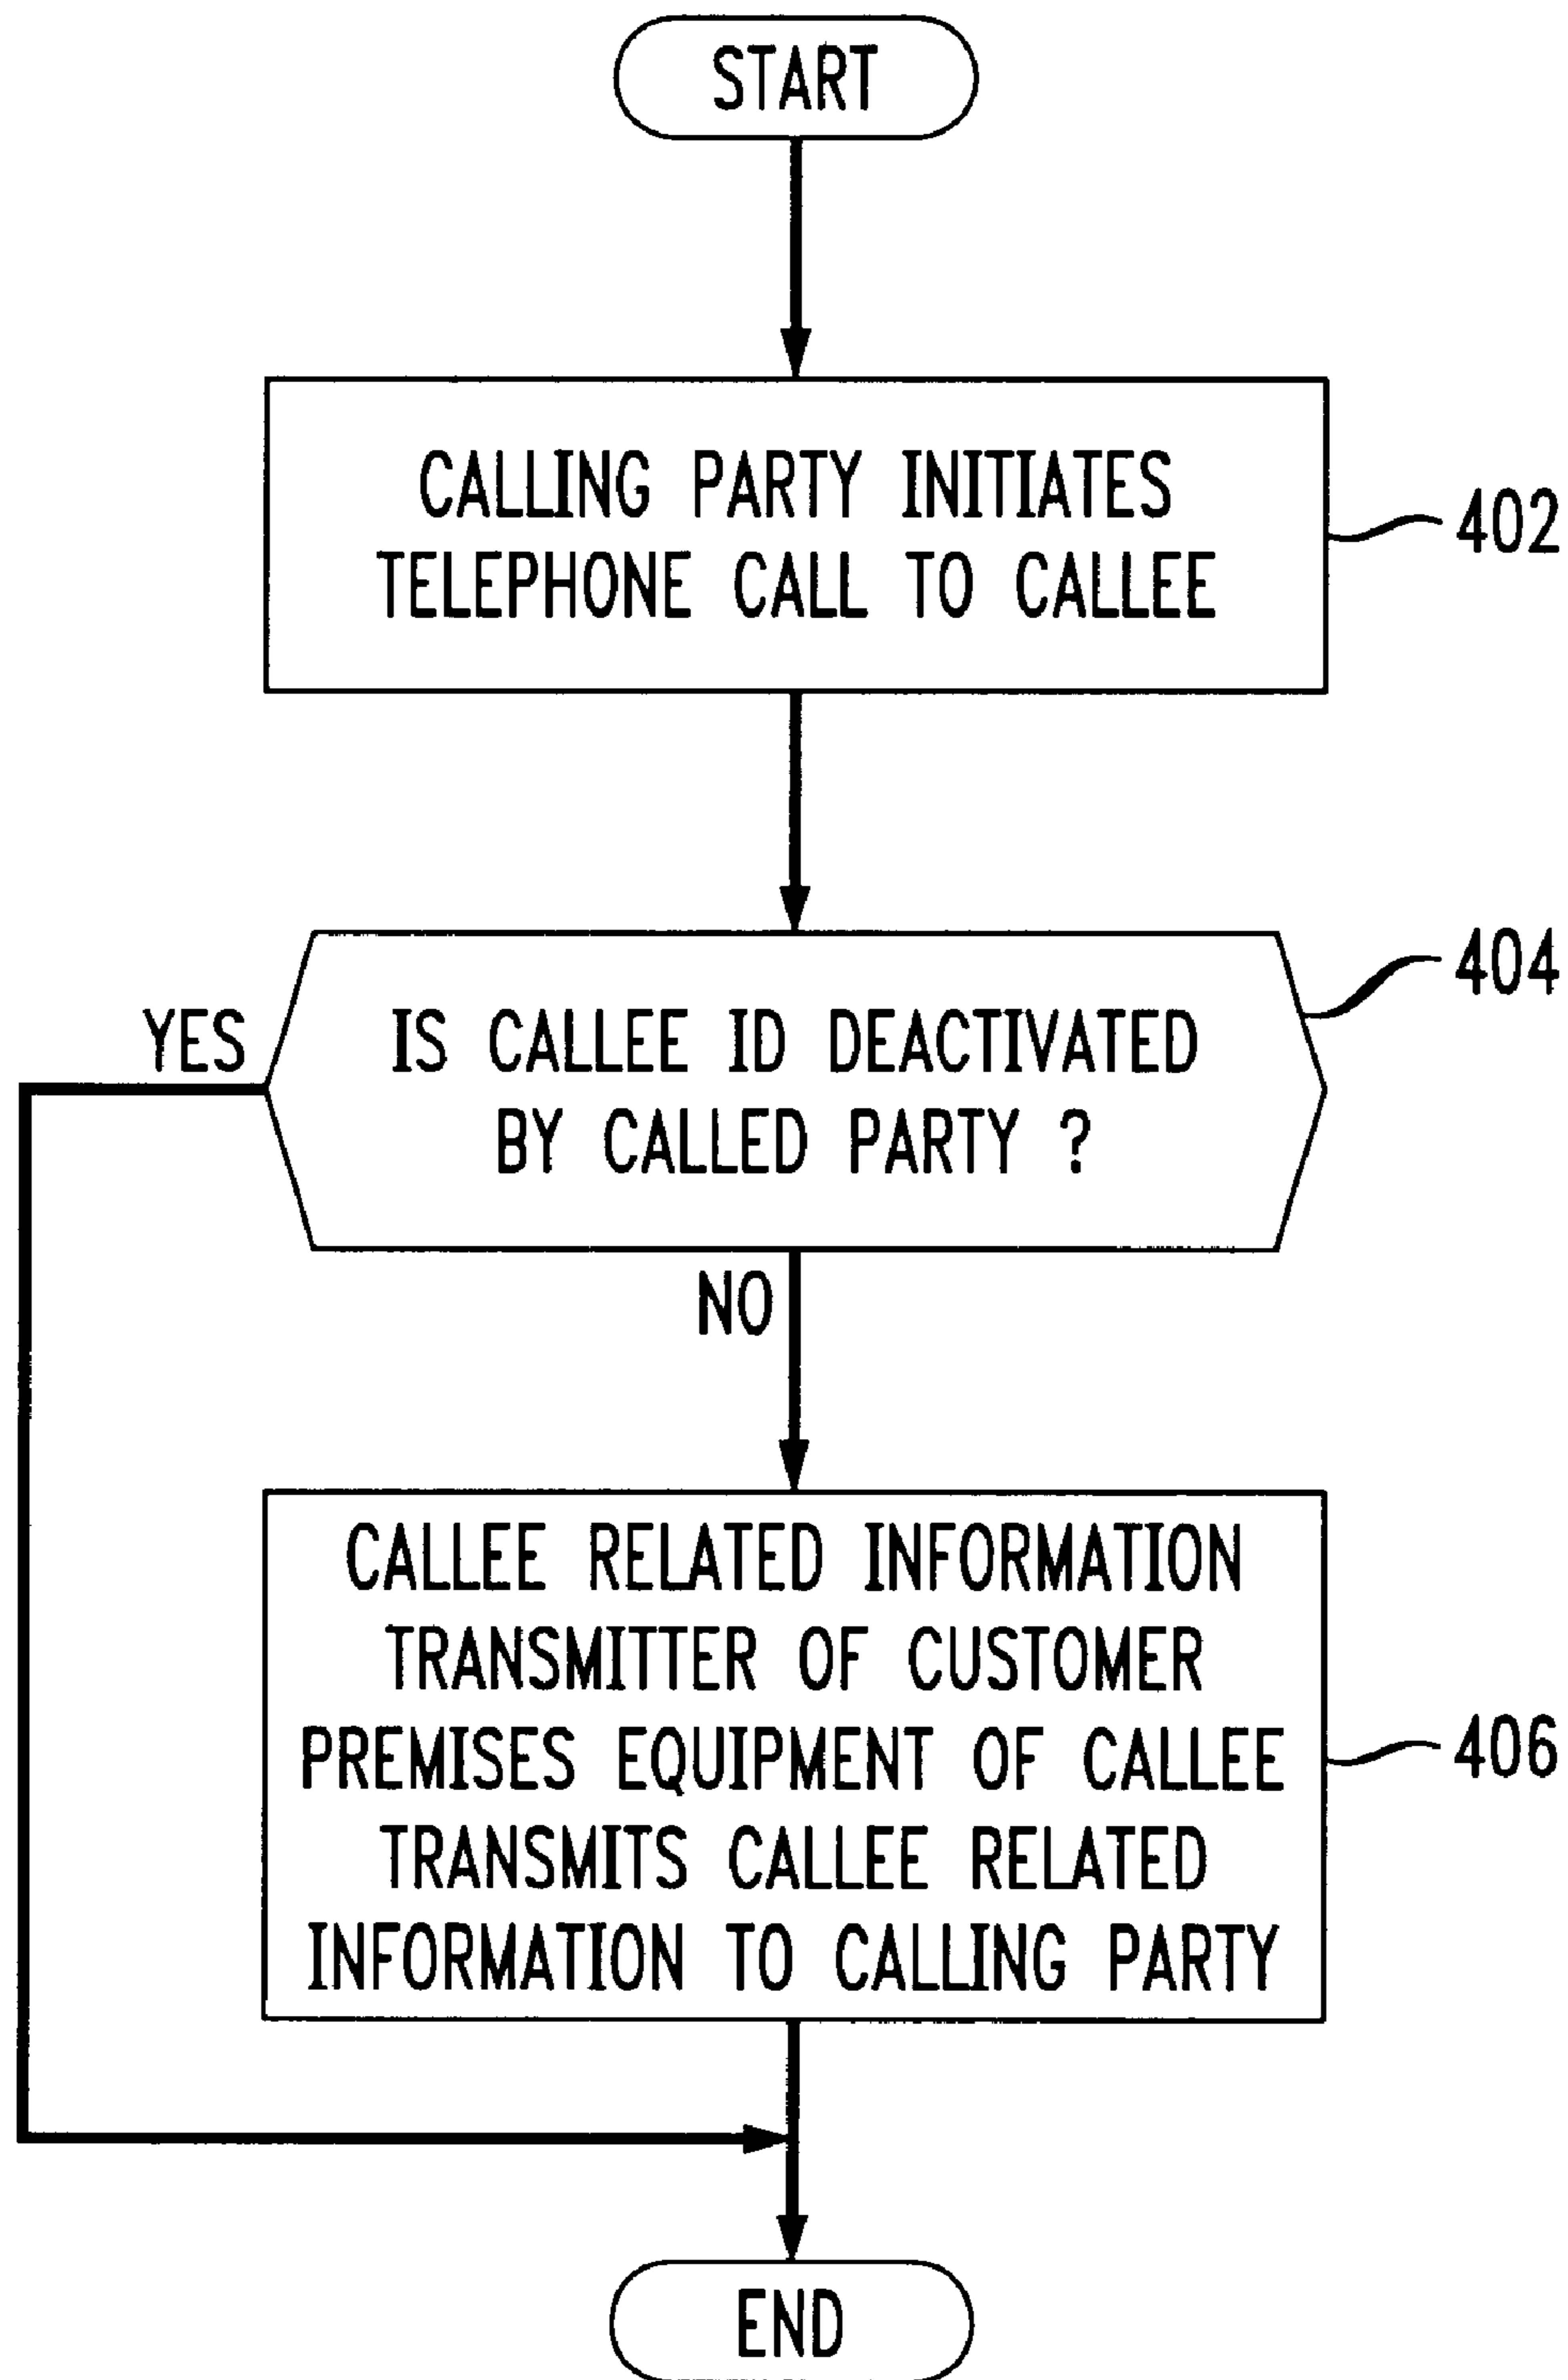 START
CALLING PARTY INITIATES
TELEPHONE CALL TO CALLEE
402
404
YES
IS CALLEE ID DEACTIVATED
BY CALLED PARTY ?
NO
CALLEE RELATED INFORMATION
TRANSMITTER OF CUSTOMER
PREMISES EQUIPMENT OF CALLEE
TRANSMITS CALLEE RELATED
INFORMATION TO CALLING PARTY
406
END